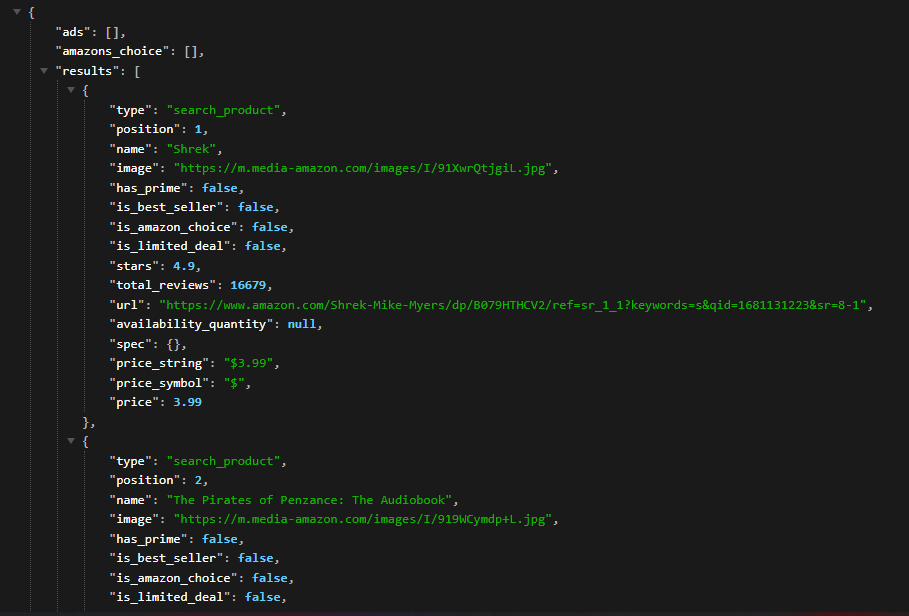 {
"ads": [],
"amazons_choice": [],
"results": [
{
"type": "search_product",
"position": 1,
"name": "Shrek",
"image": "https://m.media-amazon.com/images/I/91XwrQtjgiL.jpg",
"has_prime": false,
"is_best_seller": false,
"is_amazon_choice": false,
"is_limited_deal": false,
"stars": 4.9,
"total_reviews": 16679,
"url": "https://www.amazon.com/Shrek-Mike-Myers/dp/B079HTHCV2/ref=sr_1_1?keywords=s&qid=1681131223&sr=8-1",
"availability_quantity": null,
"spec": {},
"price_string": "$3.99",
"price_symbol": "$",
"price": 3.99
},
{
"type": "search_product",
"position": 2,
"name": "The Pirates of Penzance: The Audiobook",
"image": "https://m.media-amazon.com/images/I/919WCymdp+L.jpg",
"has_prime": false,
"is_best_seller": false,
"is_amazon_choice": false,
"is_limited_deal": false,